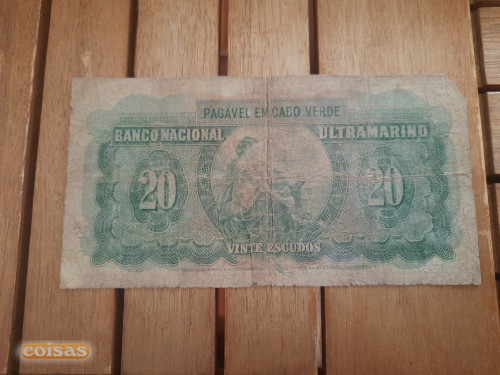 PAGÁVEL EM CABO VERDE
BANCO NACIONAL ULTRAMARINO
20 20
VINTE ESCUDOS
coisas